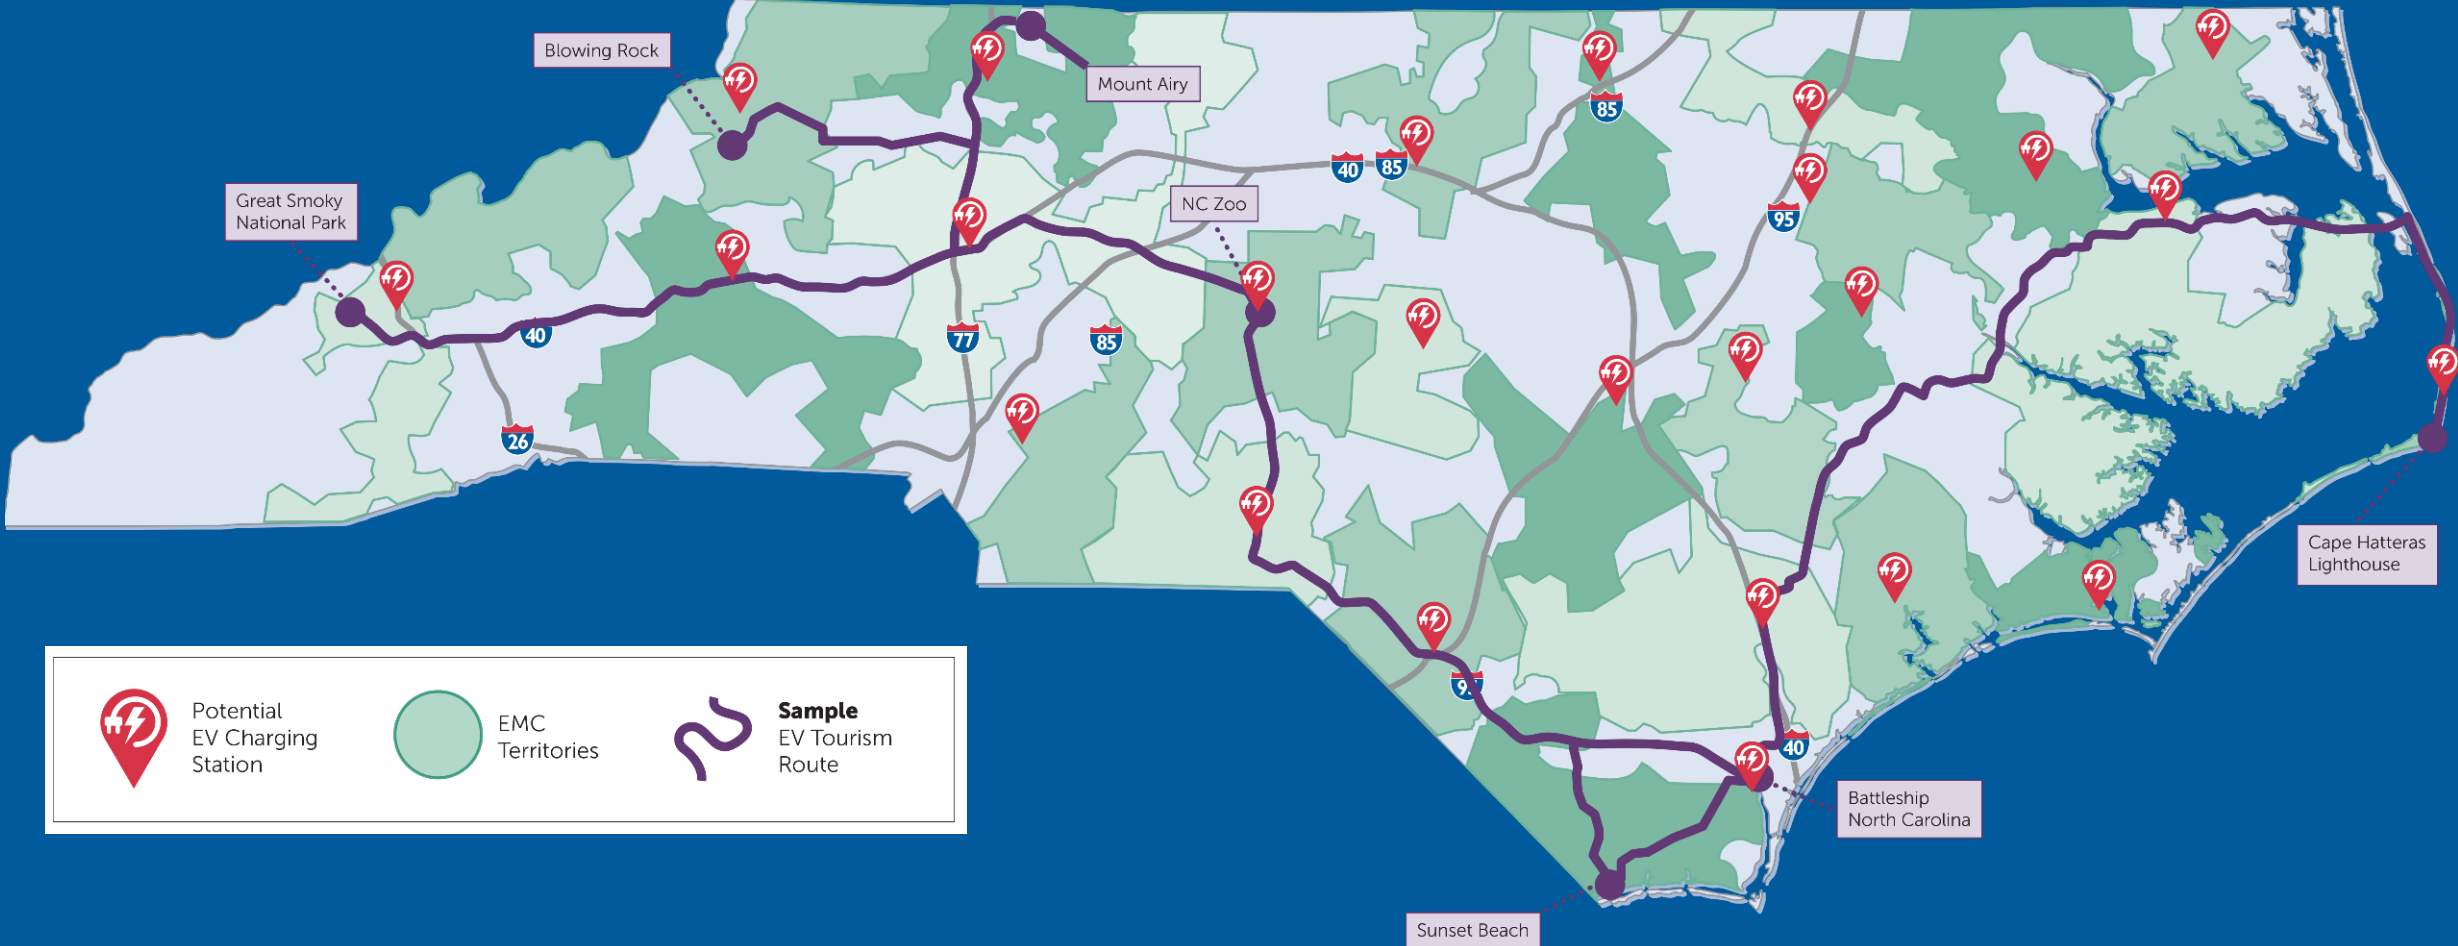 Blowing Rock
Mount Airy
85
40
85
NC Zoo
95
Great Smoky
National Park
40
77
85
26
Cape Hatteras
Lighthouse
40
Battleship
North Carolina
Sunset Beach
Potential
EV Charging
Station
EMC
Territories
Sample
EV Tourism
Route